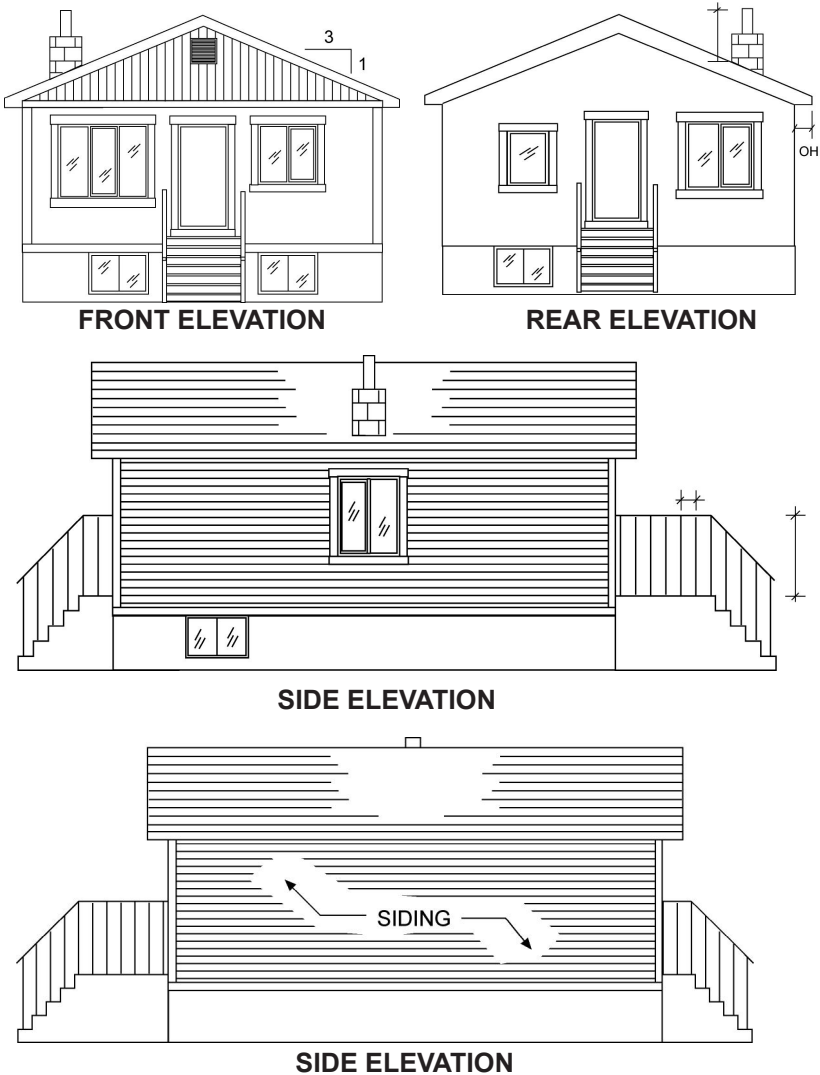 3
1
OH
FRONT ELEVATION
REAR ELEVATION
SIDE ELEVATION
SIDING
SIDE ELEVATION